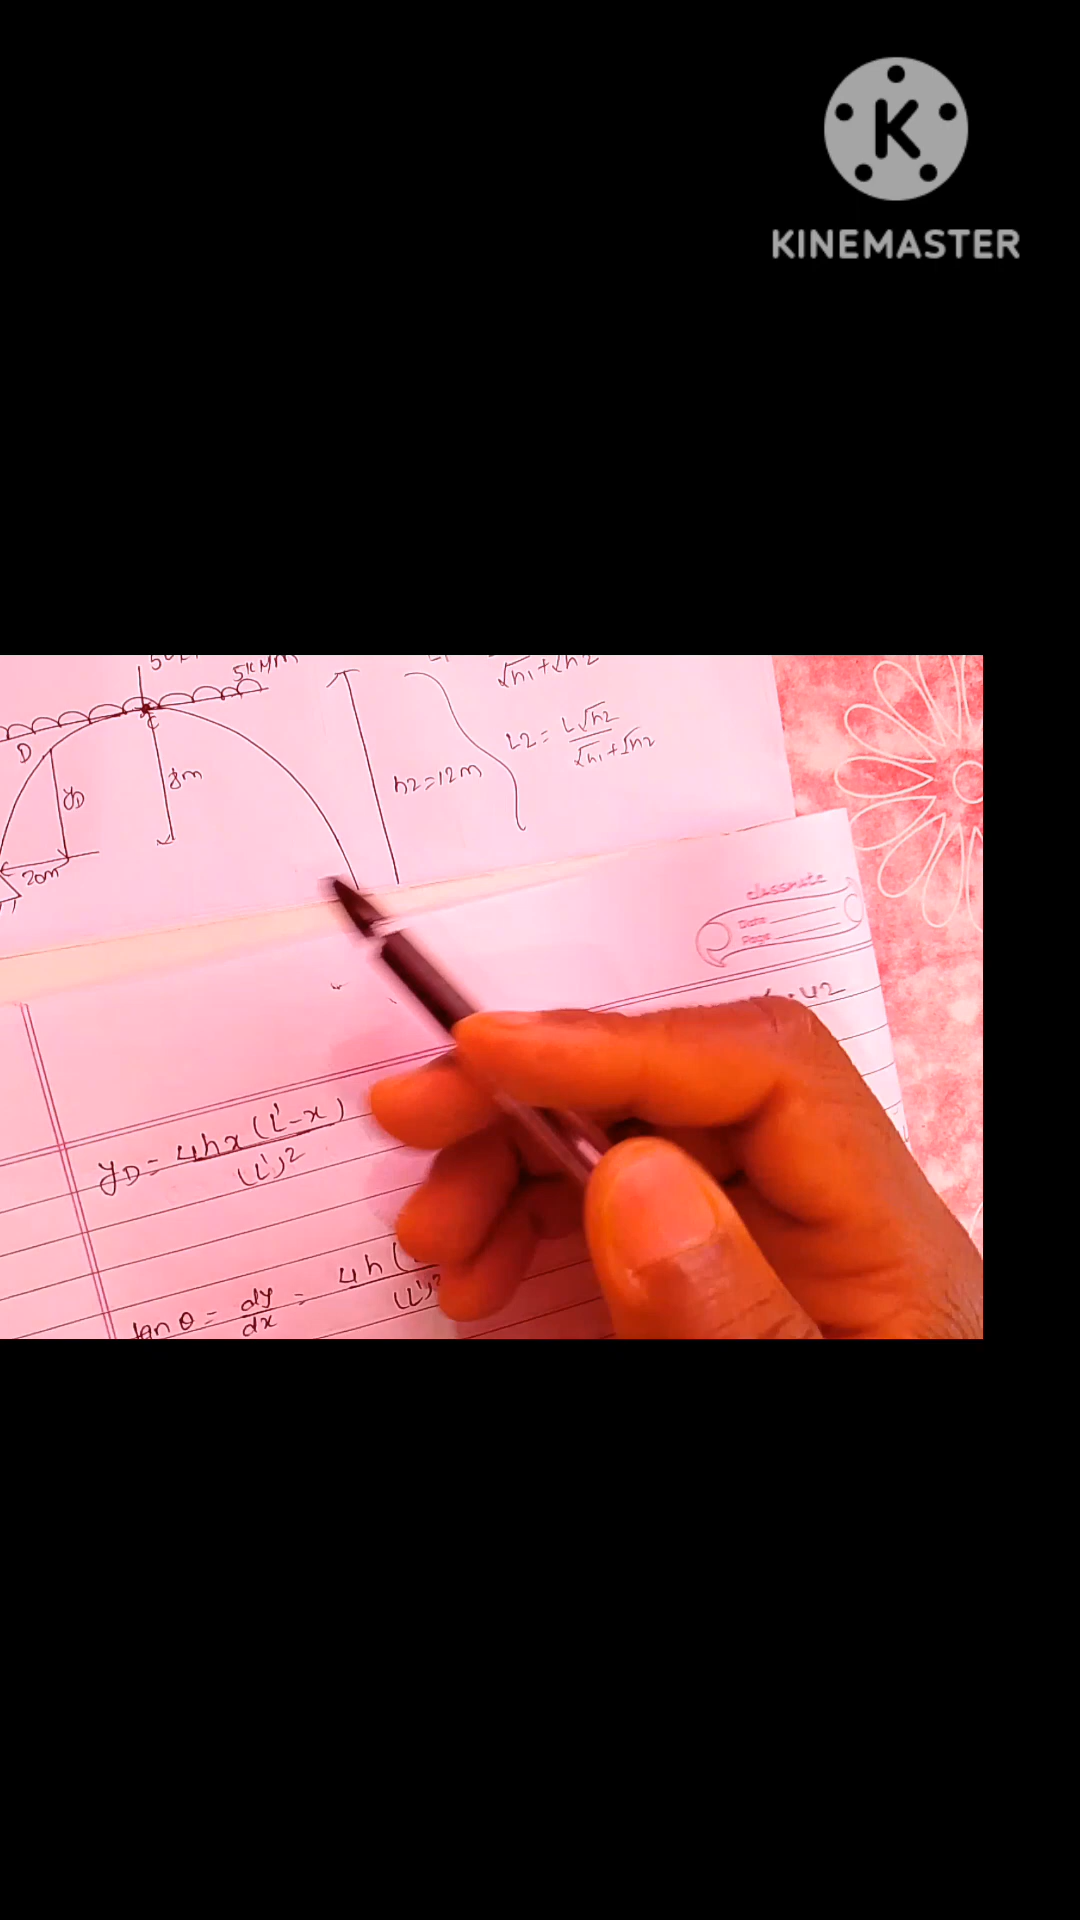 KINEMASTER
5KN/m
√h1+√h2
C
L2 = L√h2
√h1+√h2
D
yD
8m
h2=12m
20m
classmate
Date
Page
yD = 4hx (L'-x)
(L')2
tan θ = dy = 4h (
dx (L')2